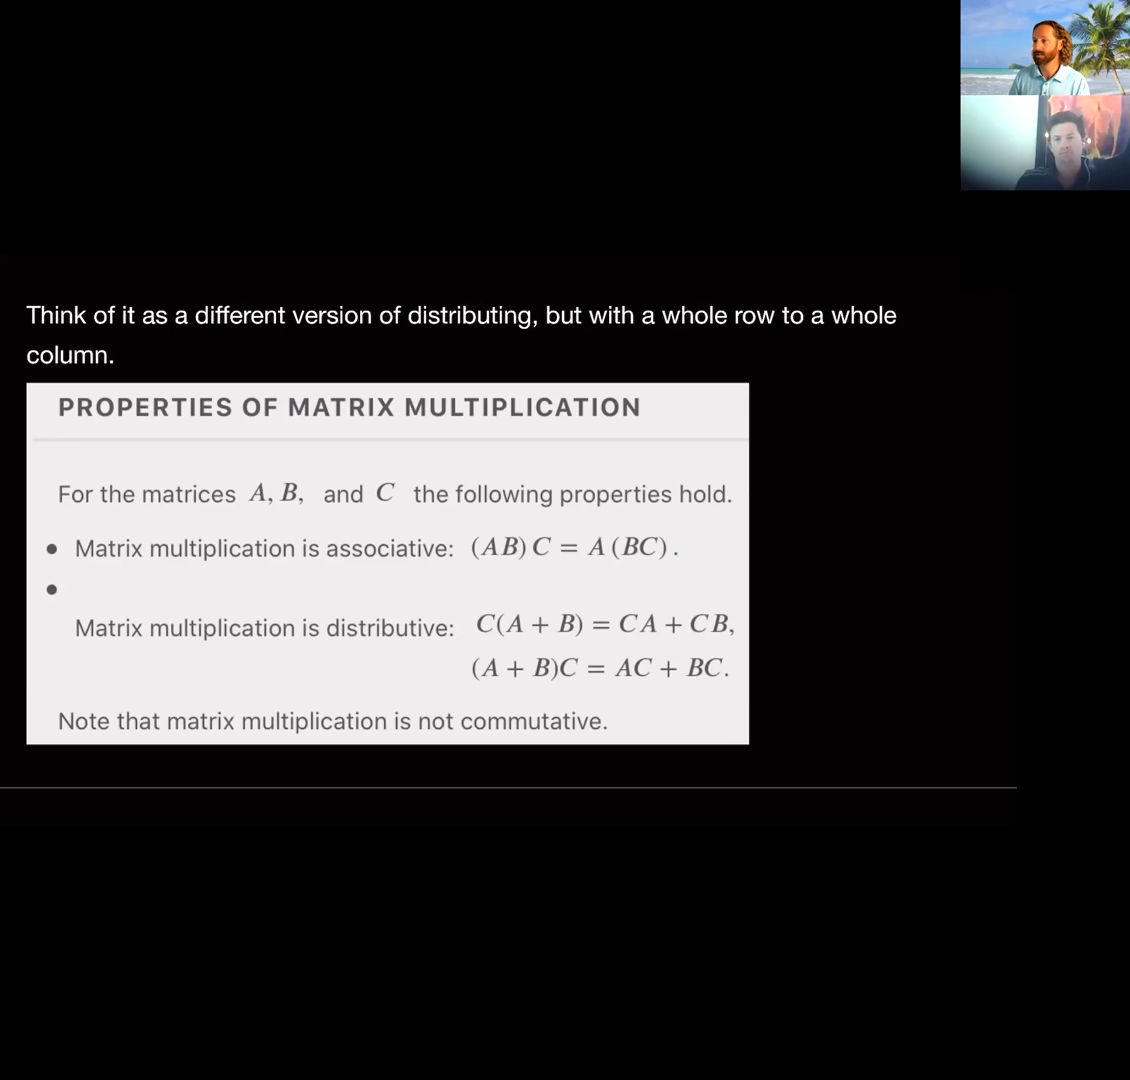 Think of it as a different version of distributing, but with a whole row to a whole
column.
PROPERTIES OF MATRIX MULTIPLICATION
For the matrices A, B, and C the following properties hold.
• Matrix multiplication is associative: (AB) C = A (BC) .
•
Matrix multiplication is distributive: C(A + B) = CA + CB,
(A + B)C = AC + BC.
Note that matrix multiplication is not commutative.